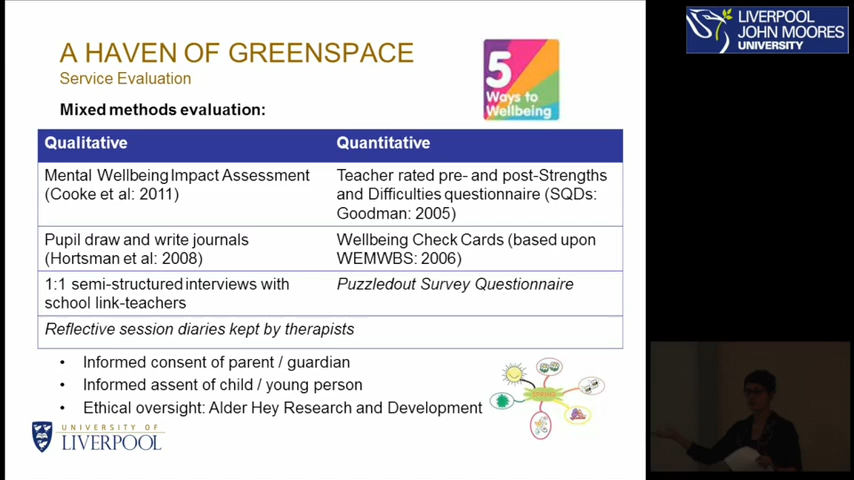 A HAVEN OF GREENSPACE
Service Evaluation
5
Ways to
Wellbeing
Mixed methods evaluation:
Qualitative
Quantitative
Mental Wellbeing Impact Assessment
(Cooke et al: 2011)
Teacher rated pre- and post-Strengths
and Difficulties questionnaire (SQDs:
Goodman: 2005)
Pupil draw and write journals
(Hortsman et al: 2008)
Wellbeing Check Cards (based upon
WEMWBS: 2006)
1:1 semi-structured interviews with
school link-teachers
Puzzledout Survey Questionnaire
Reflective session diaries kept by therapists
• Informed consent of parent / guardian
• Informed assent of child / young person
• Ethical oversight: Alder Hey Research and Development
UNIVERSITY OF
LIVERPOOL
LIVERPOOL
JOHN MOORES
UNIVERSITY